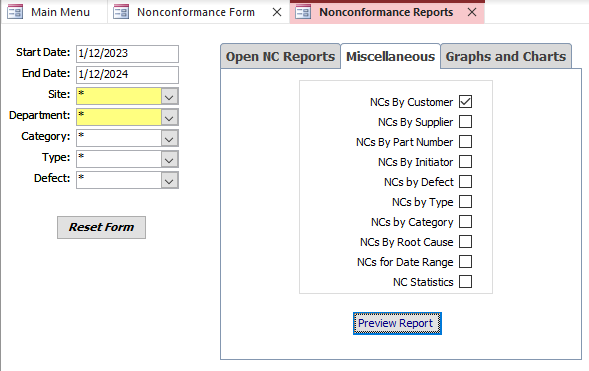 Main Menu
Nonconformance Form
Nonconformance Reports
Start Date: 1/12/2023
End Date: 1/12/2024
Site: *
Department: *
Category: *
Type: *
Defect: *
Reset Form
Open NC Reports
Miscellaneous
Graphs and Charts
NCs By Customer
NCs By Supplier
NCs By Part Number
NCs By Initiator
NCs by Defect
NCs by Type
NCs by Category
NCs By Root Cause
NCs for Date Range
NC Statistics
Preview Report